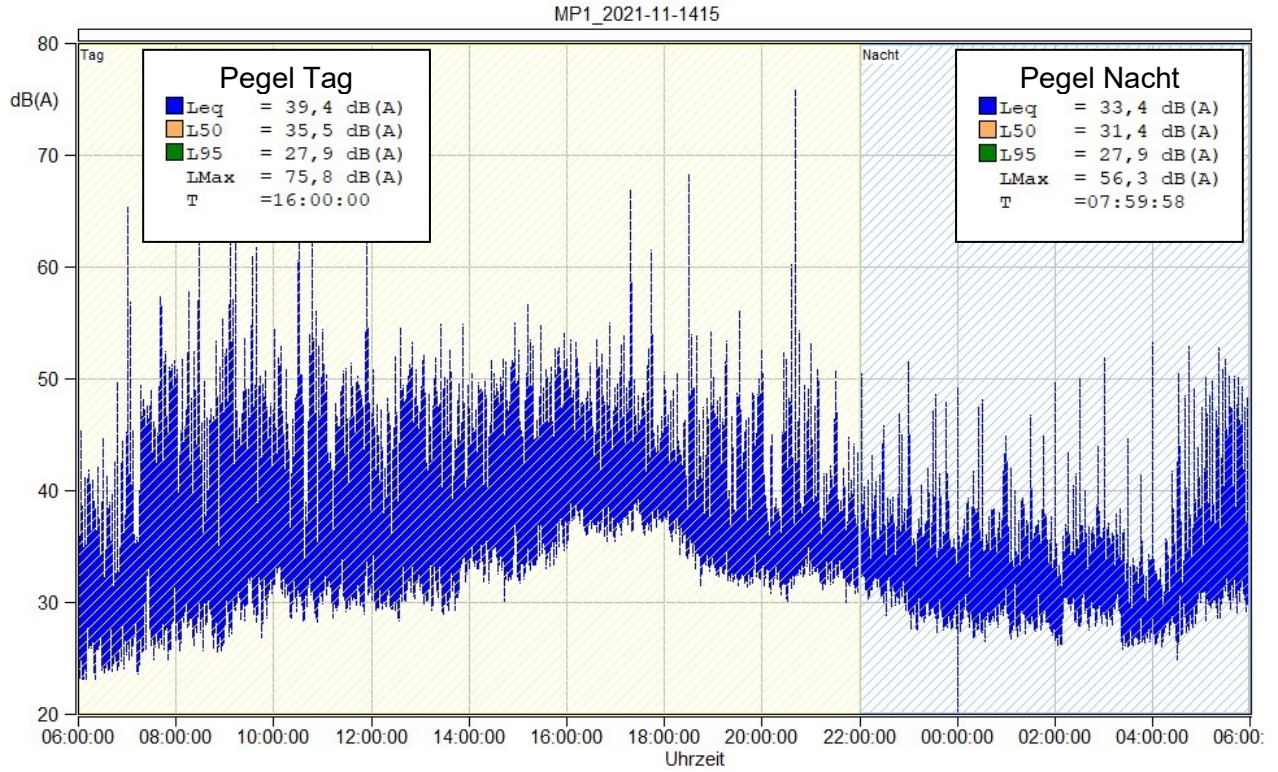 MP1_2021-11-1415
80
Tag
Pegel Tag
Leq = 39,4 dB(A)
L50 = 35,5 dB(A)
L95 = 27,9 dB(A)
LMax = 75,8 dB(A)
T =16:00:00
Nacht
Pegel Nacht
Leq = 33,4 dB(A)
L50 = 31,4 dB(A)
L95 = 27,9 dB(A)
LMax = 56,3 dB(A)
T =07:59:58
dB(A)
70
60
50
40
30
20
06:00:00 08:00:00 10:00:00 12:00:00 14:00:00 16:00:00 18:00:00 20:00:00 22:00:00 00:00:00 02:00:00 04:00:00 06:00:
Uhrzeit